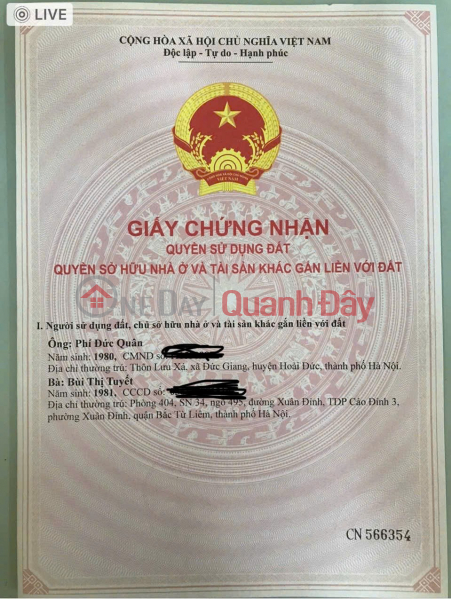 LIVE
CỘNG HÒA XÃ HỘI CHỦ NGHĨA VIỆT NAM
Độc lập - Tự do - Hạnh phúc
VIỆT NAM
GIẤY CHỨNG NHẬN
QUYỀN SỬ DỤNG ĐẤT
QUYỀN SỞ HỮU NHÀ Ở VÀ TÀI SẢN KHÁC GẮN LIỀN VỚI ĐẤT
OneDay Quanh Đây
I. Người sử dụng đất, chủ sở hữu nhà ở và tài sản khác gắn liền với đất
Ông: Phí Đức Quân
Năm sinh: 1980, CMND số:
Địa chỉ thường trú: Thôn Lưu Xá, xã Đức Giang, huyện Hoài Đức, thành phố Hà Nội.
Bà: Bùi Thị Tuyết
Năm sinh: 1981, CCCD số:
Địa chỉ thường trú: Phòng 404, SN 34, ngõ 495, đường Xuân Đỉnh, TDP Cáo Đỉnh 3,
phường Xuân Đỉnh, quận Bắc Từ Liêm, thành phố Hà Nội.
CN 566354